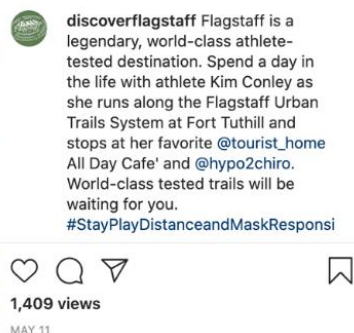 discoverflagstaff Flagstaff is a
legendary, world-class athlete-
tested destination. Spend a day in
the life with athlete Kim Conley as
she runs along the Flagstaff Urban
Trails System at Fort Tuthill and
stops at her favorite @tourist_home
All Day Cafe' and @hypo2chiro.
World-class tested trails will be
waiting for you.
#StayPlayDistanceandMaskResponsi
1,409 views
MAY 11